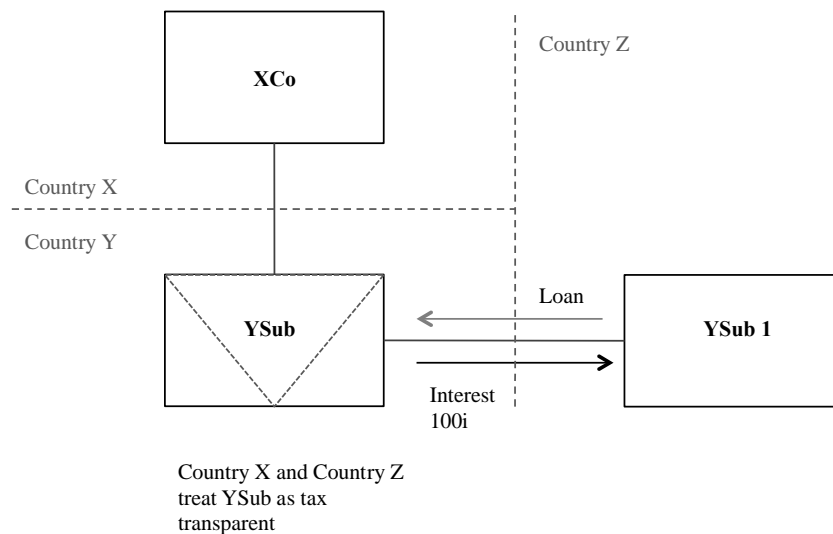 XCo
Country Z
Country X
Country Y
YSub
Loan
YSub 1
Interest
100i
Country X and Country Z
treat YSub as tax
transparent